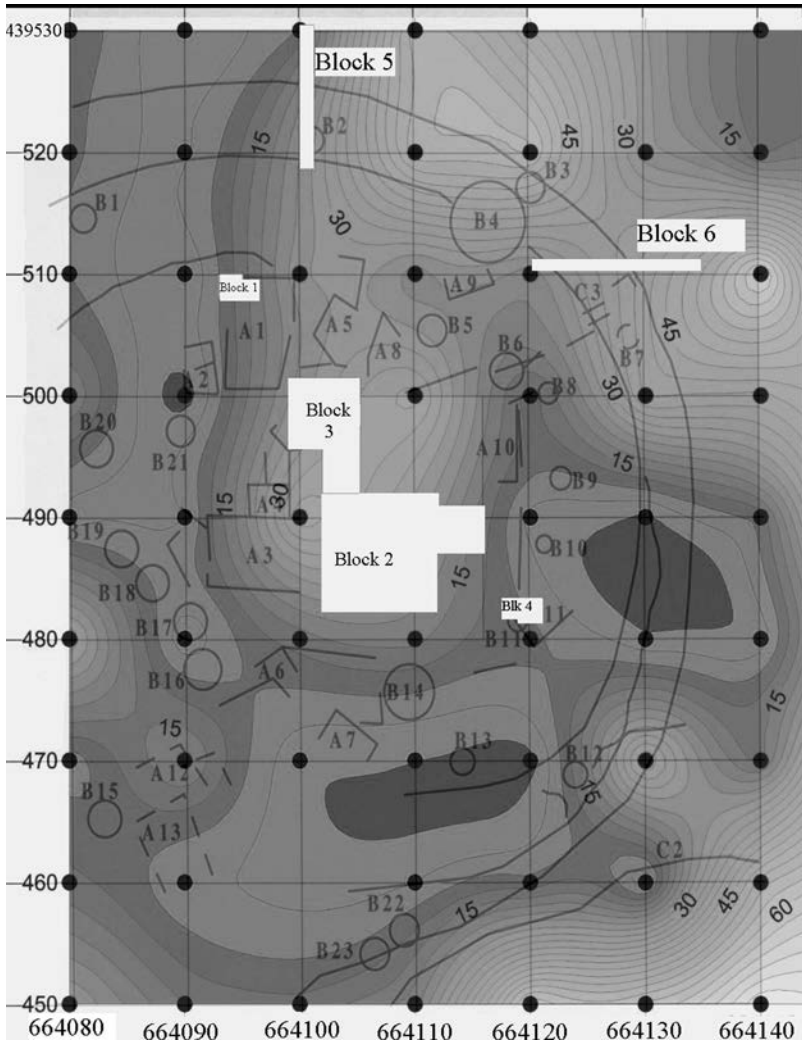 439530
Block 5
45
30
15
15
B2
520
B3
B1
B4
30
Block 6
510
Block 1
A9
C3
A1
A5
B5
45
B7
A8
B6
A2
30
500
B8
Block
3
B20
B21
A10
15
B9
15
A4
30
490
B19
B10
A3
Block 2
15
B18
Blk 4
11
B17
B11
480
B16
A6
B14
15
15
A7
B13
470
A12
B12
15
B15
A13
C2
460
B22
15
30
45
60
B23
450
664080
664090
664100
664110
664120
664130
664140